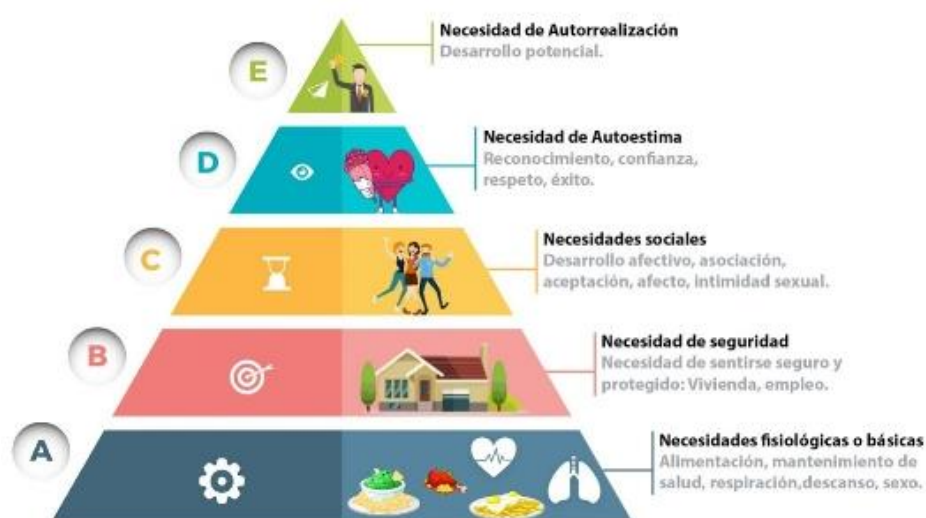 E
Necesidad de Autorrealización
Desarrollo potencial.
D
Necesidad de Autoestima
Reconocimiento, confianza,
respeto, éxito.
C
Necesidades sociales
Desarrollo afectivo, asociación,
aceptación, afecto, intimidad sexual.
B
Necesidad de seguridad
Necesidad de sentirse seguro y
protegido: Vivienda, empleo.
A
Necesidades fisiológicas o básicas
Alimentación, mantenimiento de
salud, respiración,descanso, sexo.